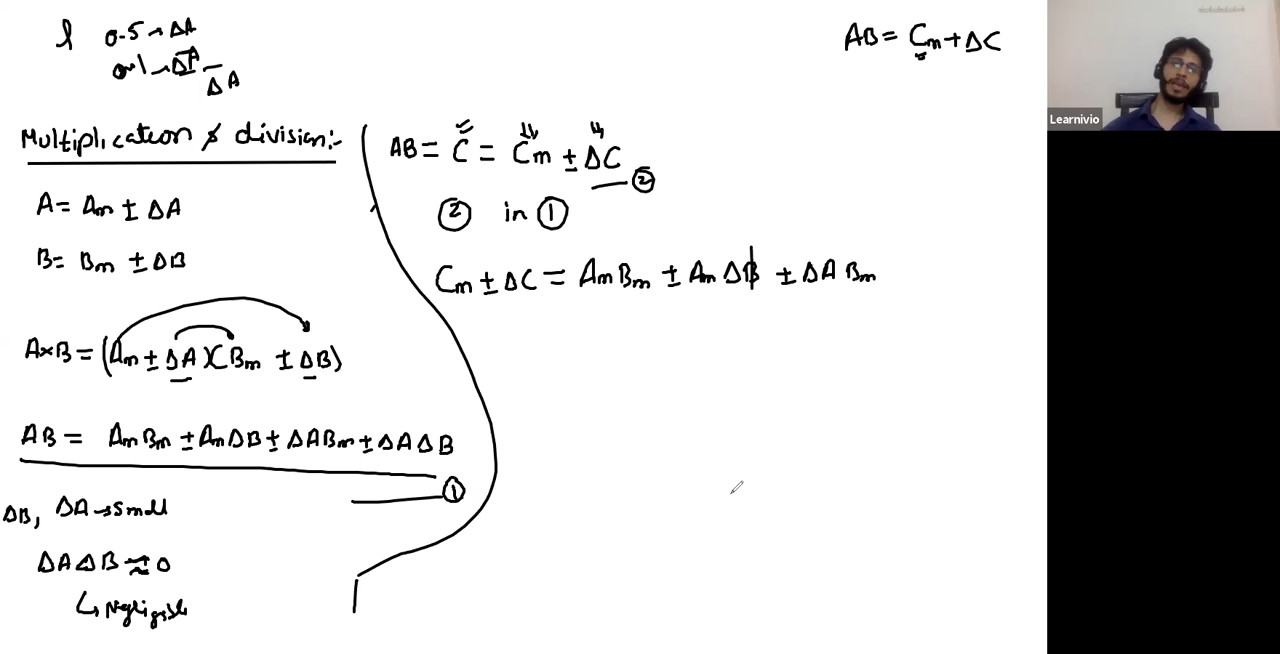 l 0.5→ΔA
0.1→ΔA
ΔA
Multiplication & division:-
A= Am ± ΔA
B= Bm ± ΔB
A×B = (Am ± ΔA)(Bm ± ΔB)
AB = AmBm ± AmΔB ± ΔABm ± ΔAΔB
①
ΔB, ΔA→small
ΔAΔB ≈ 0
↳ Negligible
AB = Cm + ΔC
AB = C = Cm ± ΔC
②
② in ①
Cm ± ΔC = AmBm ± AmΔB ± ΔABm
Learnivio